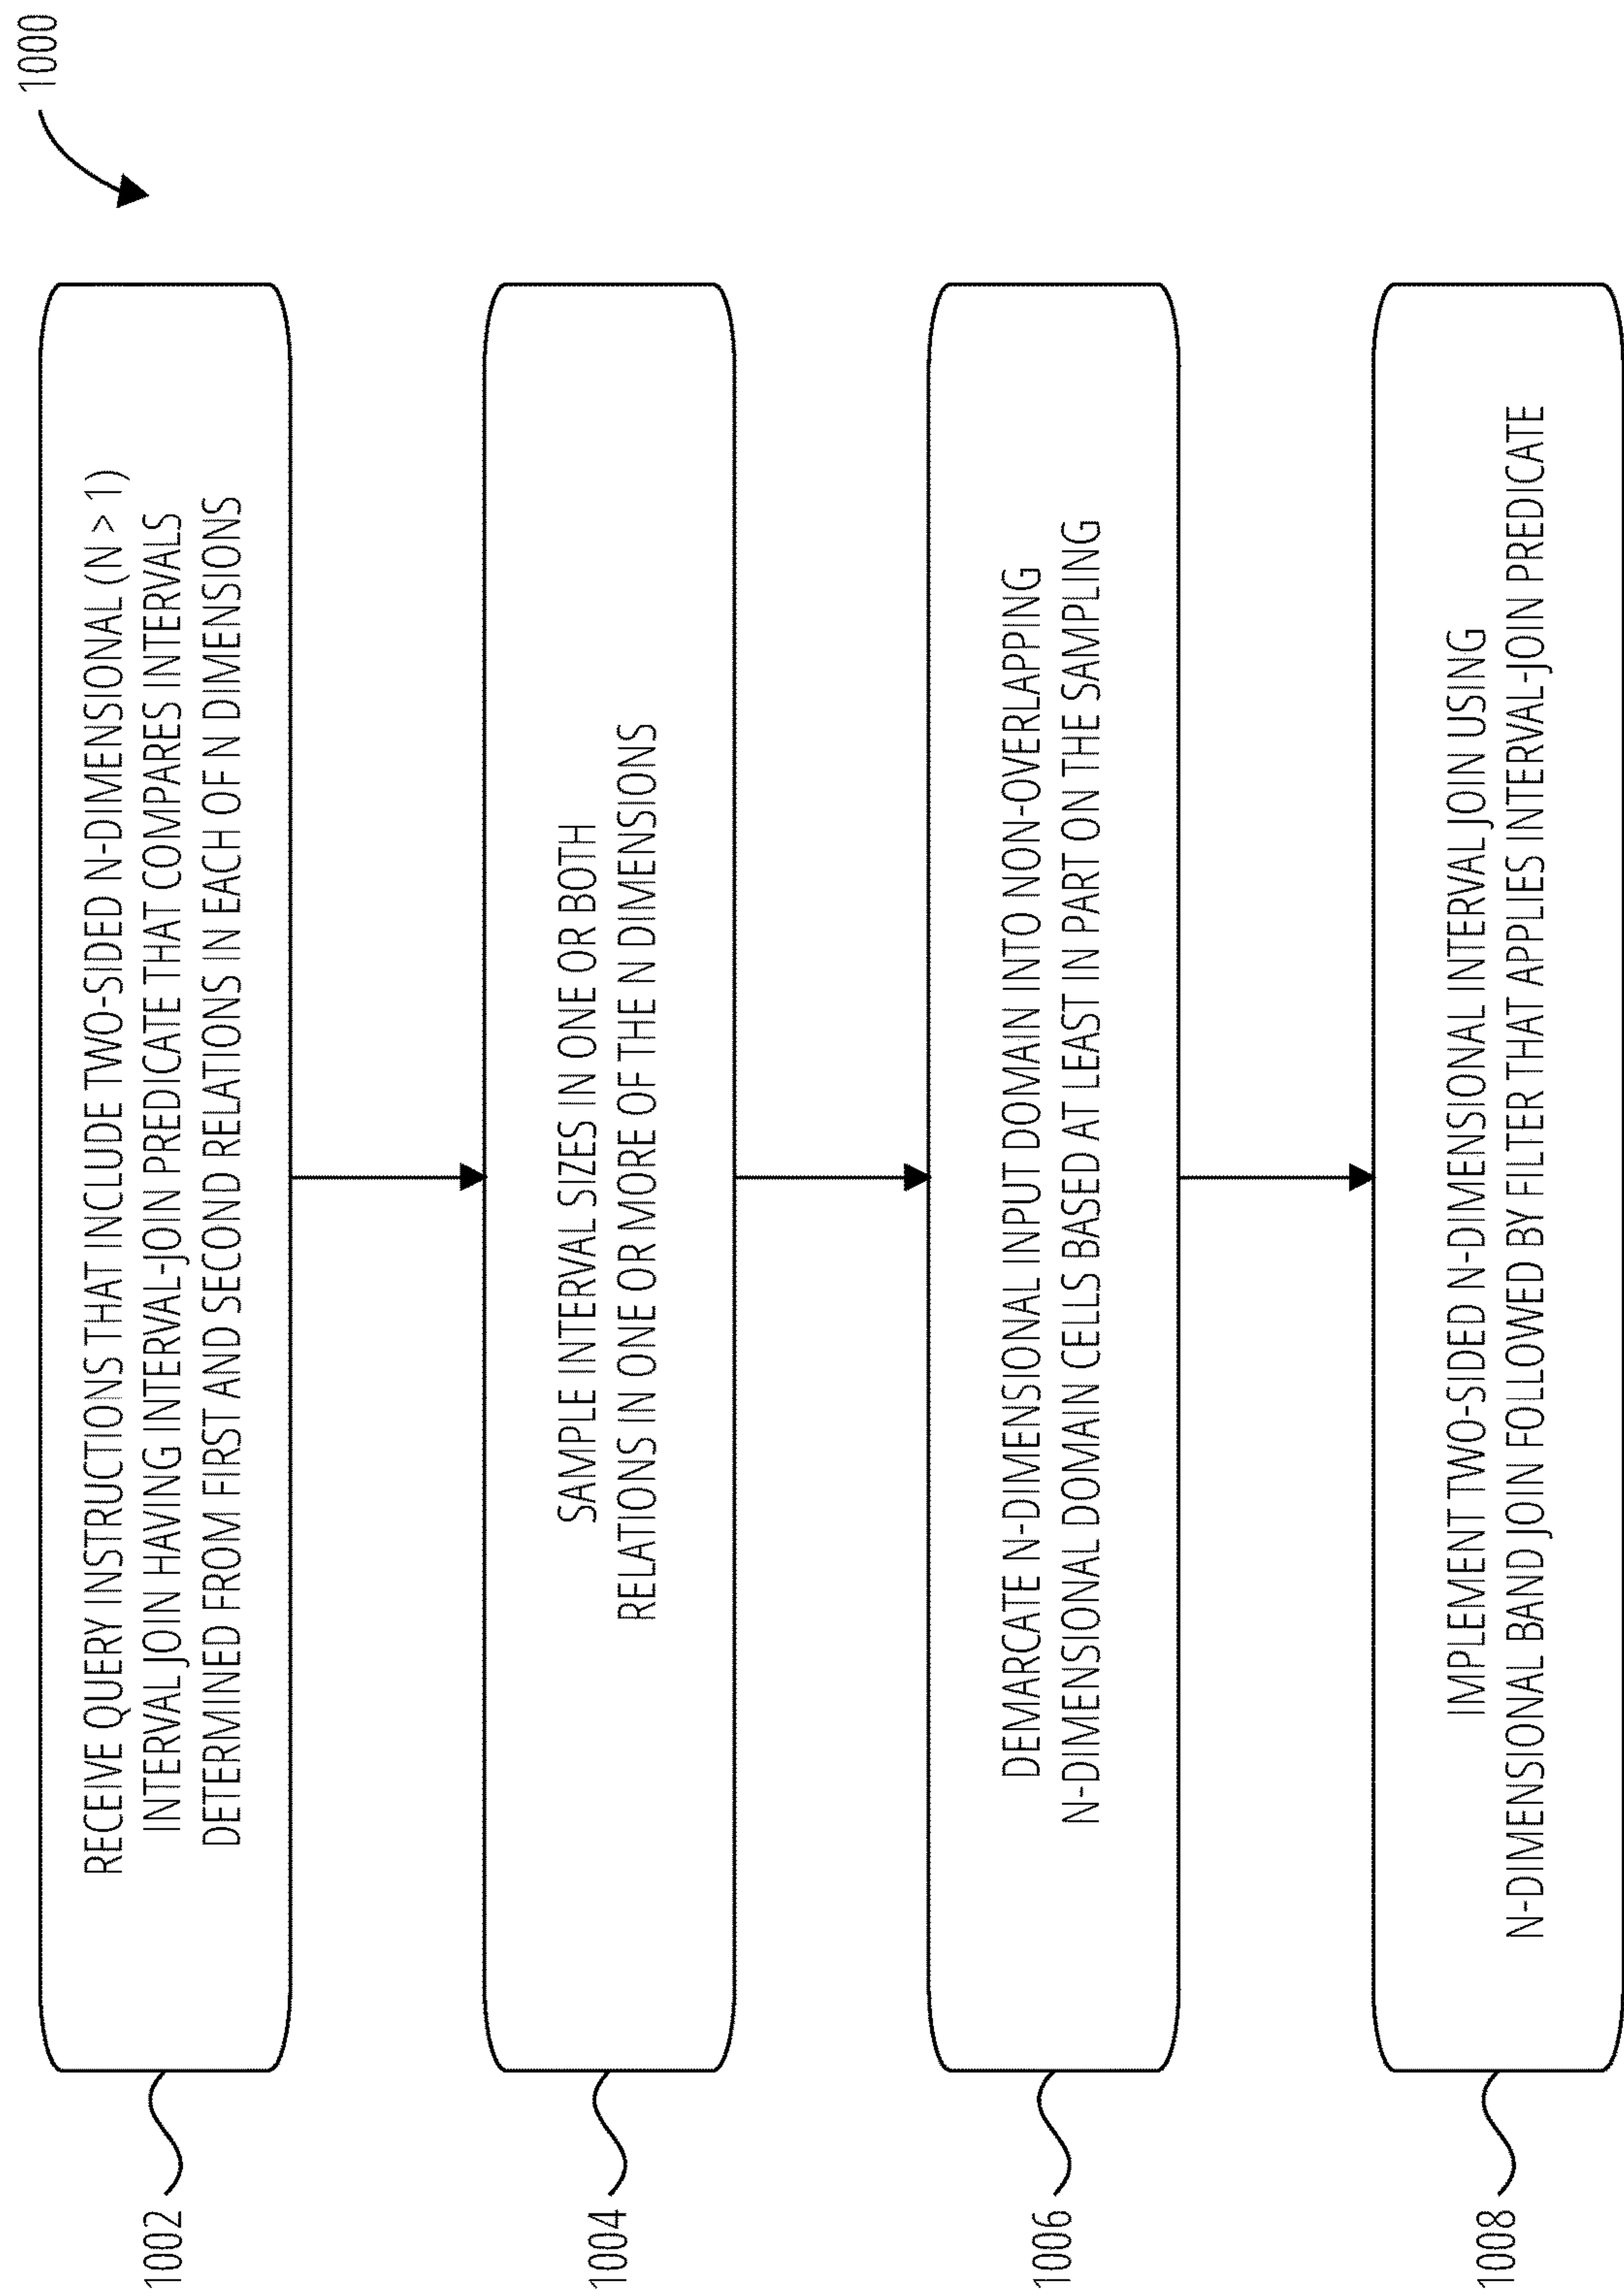 1000
1002
RECEIVE QUERY INSTRUCTIONS THAT INCLUDE TWO-SIDED N-DIMENSIONAL (N > 1)
INTERVAL JOIN HAVING INTERVAL-JOIN PREDICATE THAT COMPARES INTERVALS
DETERMINED FROM FIRST AND SECOND RELATIONS IN EACH OF N DIMENSIONS
1004
SAMPLE INTERVAL SIZES IN ONE OR BOTH
RELATIONS IN ONE OR MORE OF THE N DIMENSIONS
1006
DEMARCATE N-DIMENSIONAL INPUT DOMAIN INTO NON-OVERLAPPING
N-DIMENSIONAL DOMAIN CELLS BASED AT LEAST IN PART ON THE SAMPLING
1008
IMPLEMENT TWO-SIDED N-DIMENSIONAL INTERVAL JOIN USING
N-DIMENSIONAL BAND JOIN FOLLOWED BY FILTER THAT APPLIES INTERVAL-JOIN PREDICATE